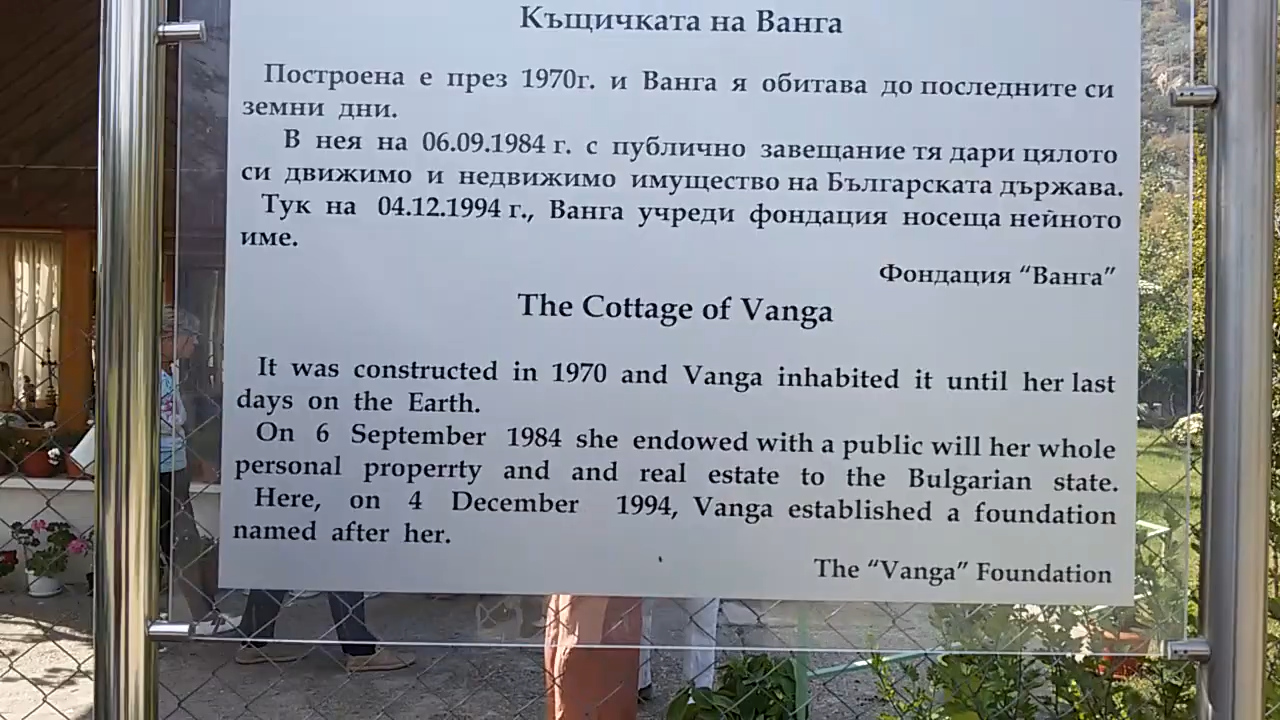 Къщичката на Ванга
Построена е през 1970г. и Ванга я обитава до последните си
земни дни.
В нея на 06.09.1984 г. с публично завещание тя дари цялото
си движимо и недвижимо имущество на Българската държава.
Тук на 04.12.1994 г., Ванга учреди фондация носеща нейното
име.
Фондация “Ванга”
The Cottage of Vanga
It was constructed in 1970 and Vanga inhabited it until her last
days on the Earth.
On 6 September 1984 she endowed with a public will her whole
personal properrty and and real estate to the Bulgarian state.
Here, on 4 December 1994, Vanga established a foundation
named after her.
The “Vanga” Foundation